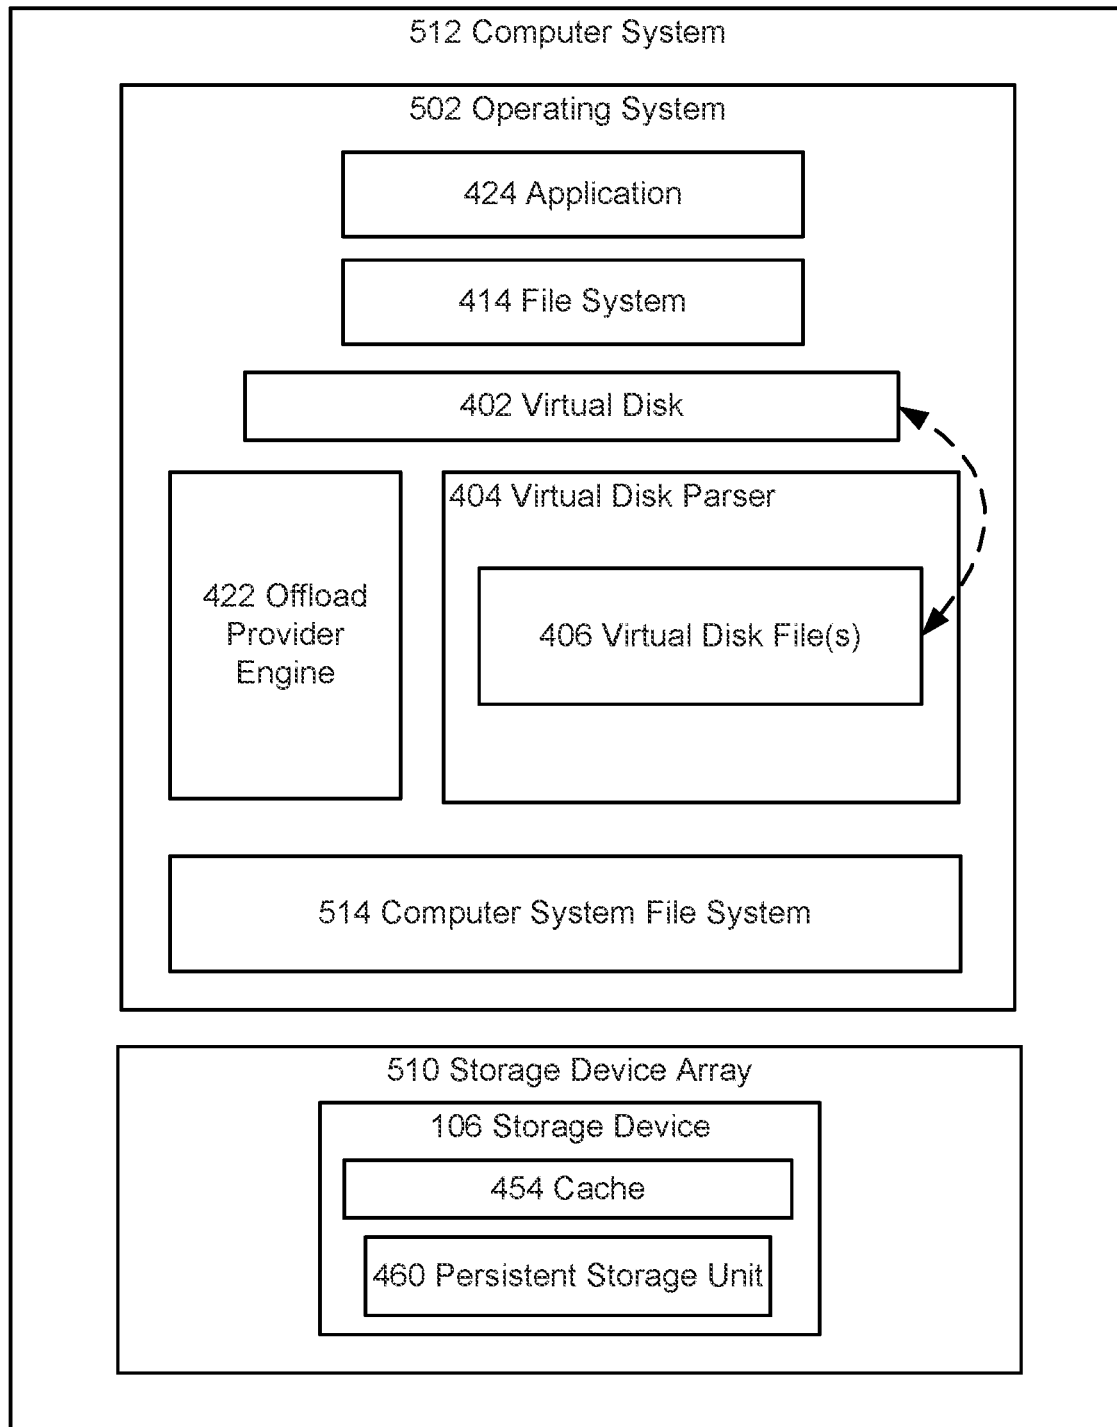 512 Computer System
502 Operating System
424 Application
414 File System
402 Virtual Disk
404 Virtual Disk Parser
422 Offload
Provider
Engine
406 Virtual Disk File(s)
514 Computer System File System
510 Storage Device Array
106 Storage Device
454 Cache
460 Persistent Storage Unit